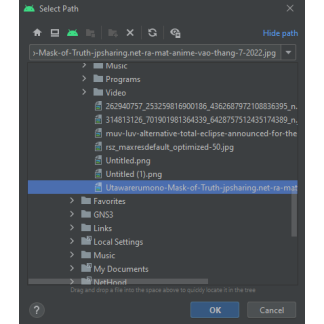 Select Path
Hide path
›-Mask-of-Truth-jpsharing.net-ra-mat-anime-vao-thang-7-2022.jpg
Music
Programs
Video
262940757_253259816900186_4362687972108836395_n.
314813126_701901981364339_6428757512435174389_n.
muv-luv-alternative-total-eclipse-announced-for-the
rsz_maxresdefault_optimized-50.jpg
Untitled.png
Untitled (1).png
Utawarerumono-Mask-of-Truth-jpsharing.net-ra-mat
Favorites
GNS3
Links
Local Settings
Music
My Documents
NetHood
Drag and drop a file into the space above to quickly locate it in the tree
?
OK
Cancel